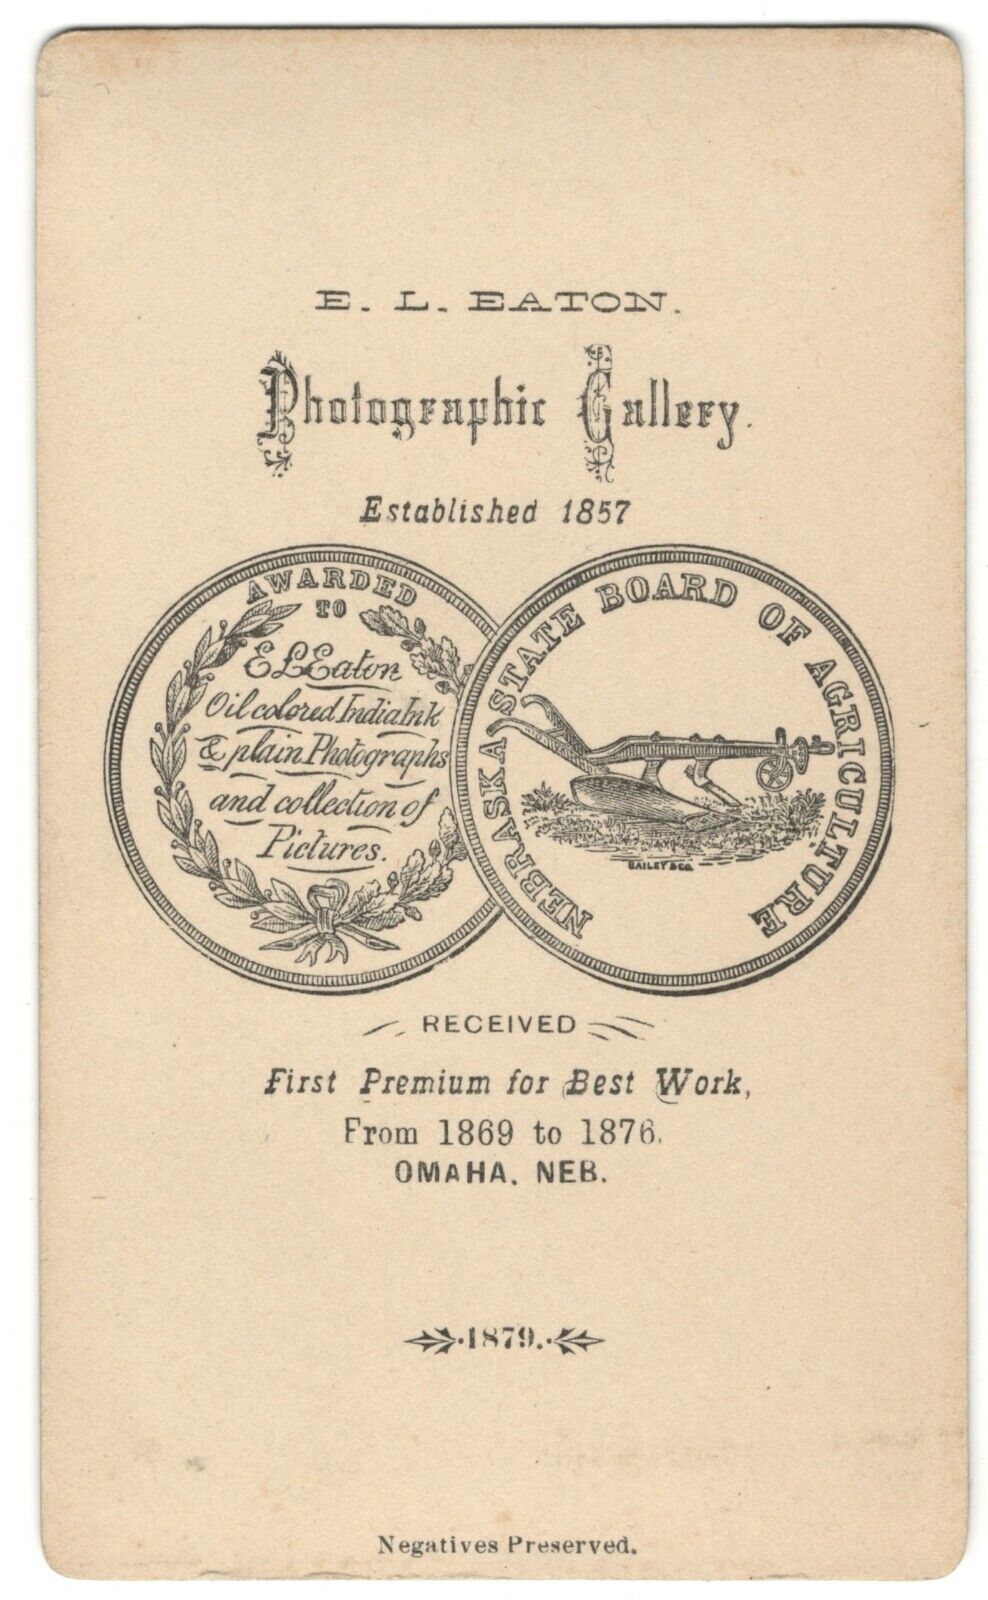 E. L. EATON.
Photographic Gallery.
Established 1857
AWARDED
TO
E L Eaton
Oil colored India Ink
& plain Photographs
and collection of
Pictures.
NEBRASKA STATE BOARD OF AGRICULTURE
BAILEY & CO.
RECEIVED
First Premium for Best Work,
From 1869 to 1876.
OMAHA, NEB.
1879.
Negatives Preserved.